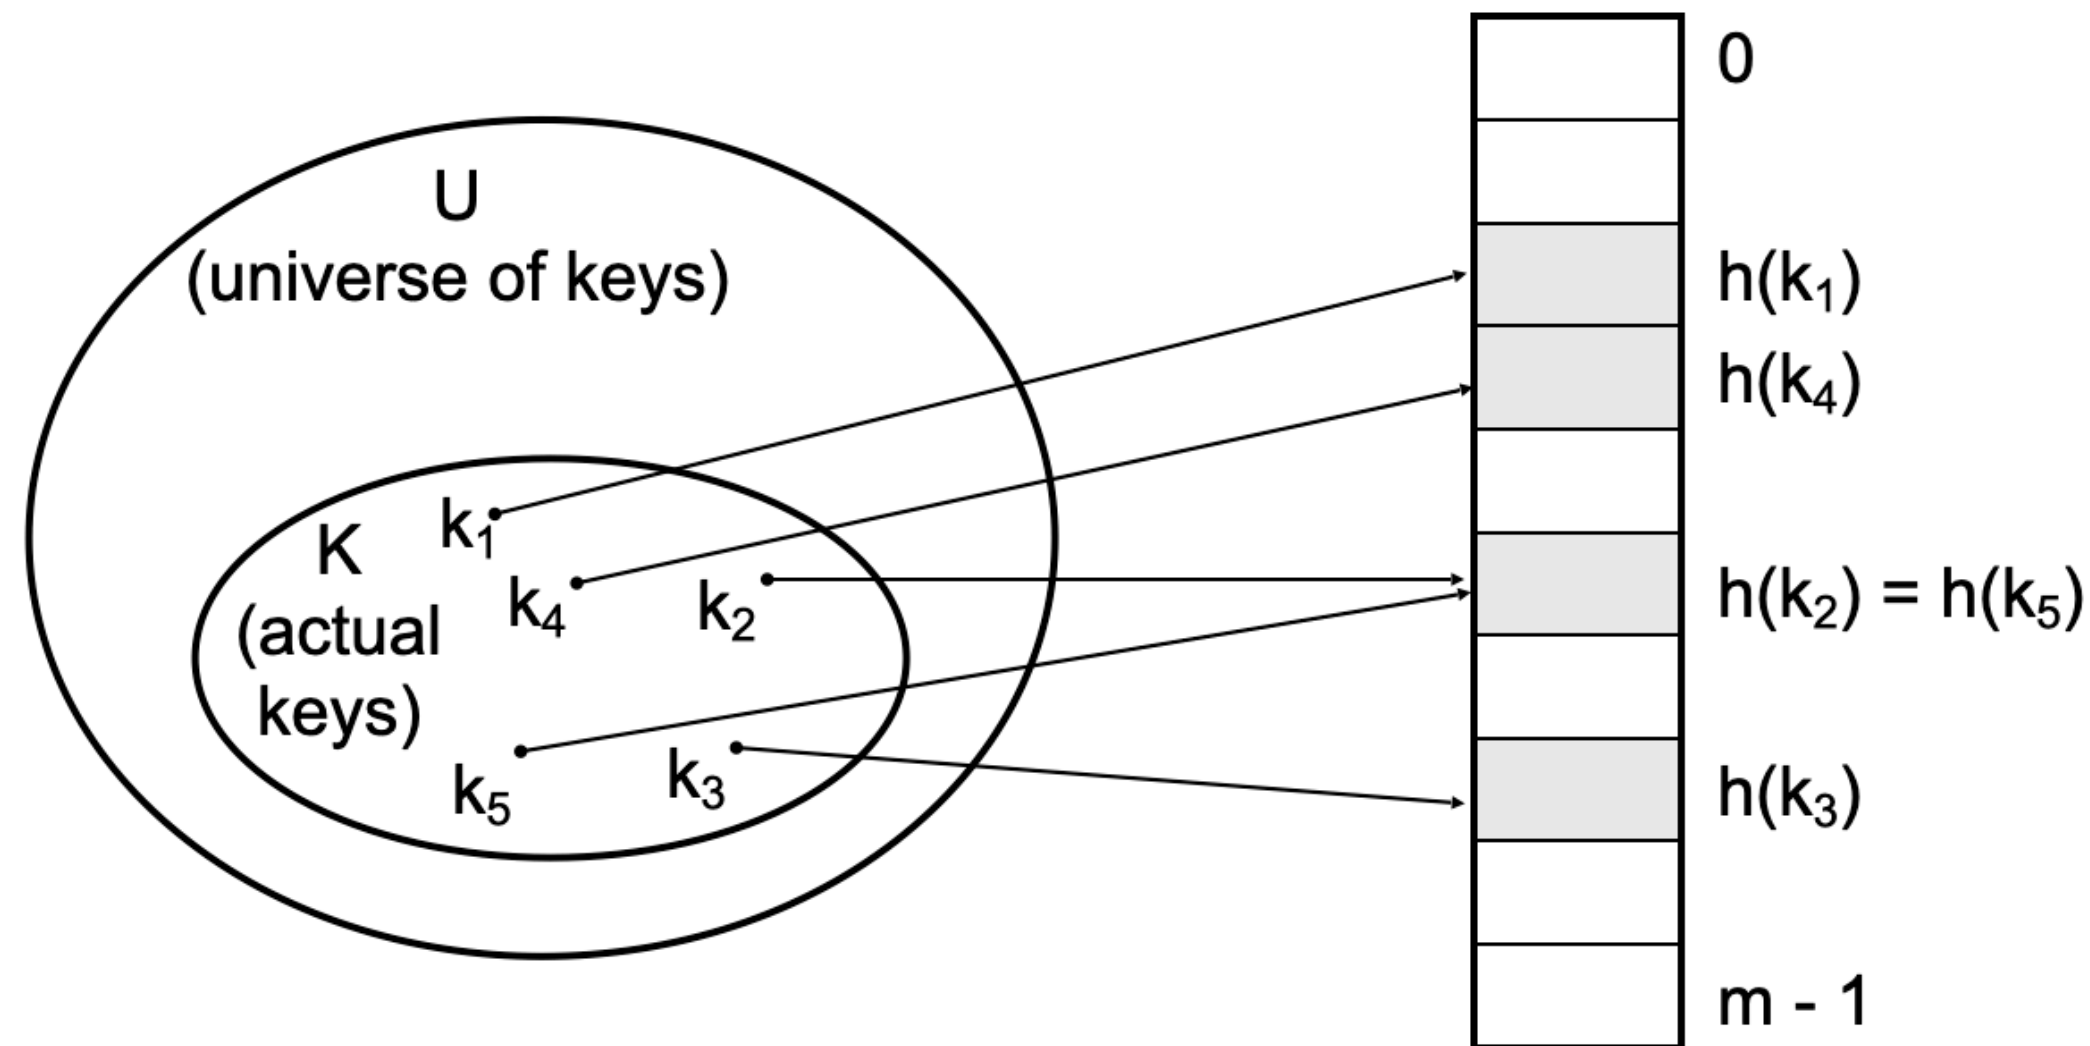 U
(universe of keys)
K
(actual
keys)
k₁
k₄
k₂
k₅
k₃
0
h(k₁)
h(k₄)
h(k₂) = h(k₅)
h(k₃)
m - 1